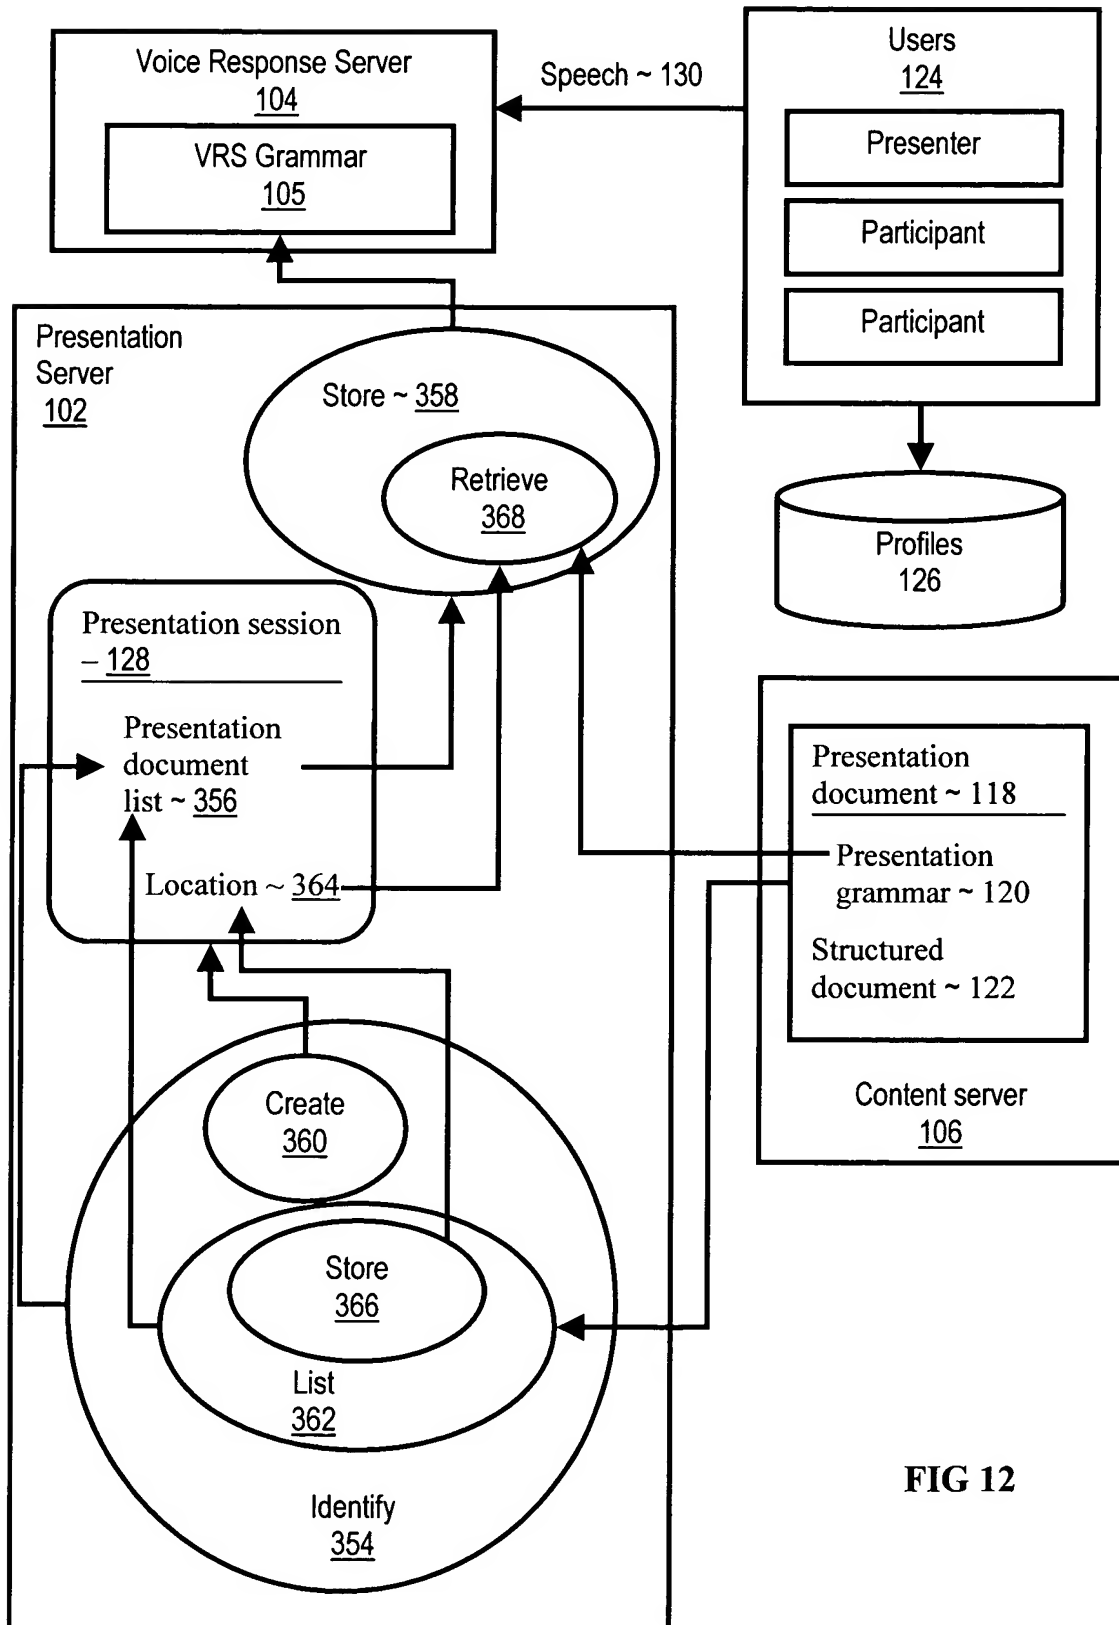 Voice Response Server
104
VRS Grammar
105
Speech ~ 130
Users
124
Presenter
Participant
Participant
Profiles
126
Presentation
Server
102
Store ~ 358
Retrieve
368
Presentation session
– 128
Presentation
document
list ~ 356
Location ~ 364
Presentation
document ~ 118
Presentation
grammar ~ 120
Structured
document ~ 122
Content server
106
Create
360
Store
366
List
362
Identify
354
FIG 12